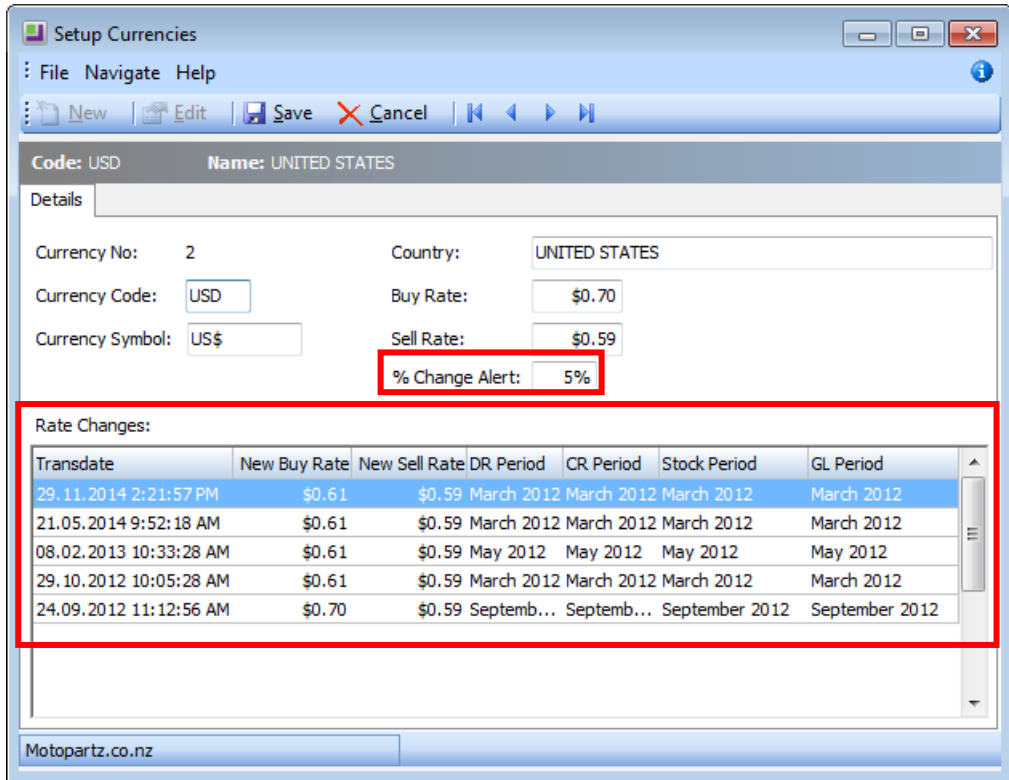 Setup Currencies
File Navigate Help
New Edit Save Cancel
Code: USD Name: UNITED STATES
Details
Currency No: 2 Country: UNITED STATES
Currency Code: USD Buy Rate: $0.70
Currency Symbol: US$ Sell Rate: $0.59
% Change Alert: 5%
Rate Changes:
Transdate New Buy Rate New Sell Rate DR Period CR Period Stock Period GL Period
29.11.2014 2:21:57 PM $0.61 $0.59 March 2012 March 2012 March 2012 March 2012
21.05.2014 9:52:18 AM $0.61 $0.59 March 2012 March 2012 March 2012 March 2012
08.02.2013 10:33:28 AM $0.61 $0.59 May 2012 May 2012 May 2012 May 2012
29.10.2012 10:05:28 AM $0.61 $0.59 March 2012 March 2012 March 2012 March 2012
24.09.2012 11:12:56 AM $0.70 $0.59 Septemb... Septemb... September 2012 September 2012
Motopartz.co.nz